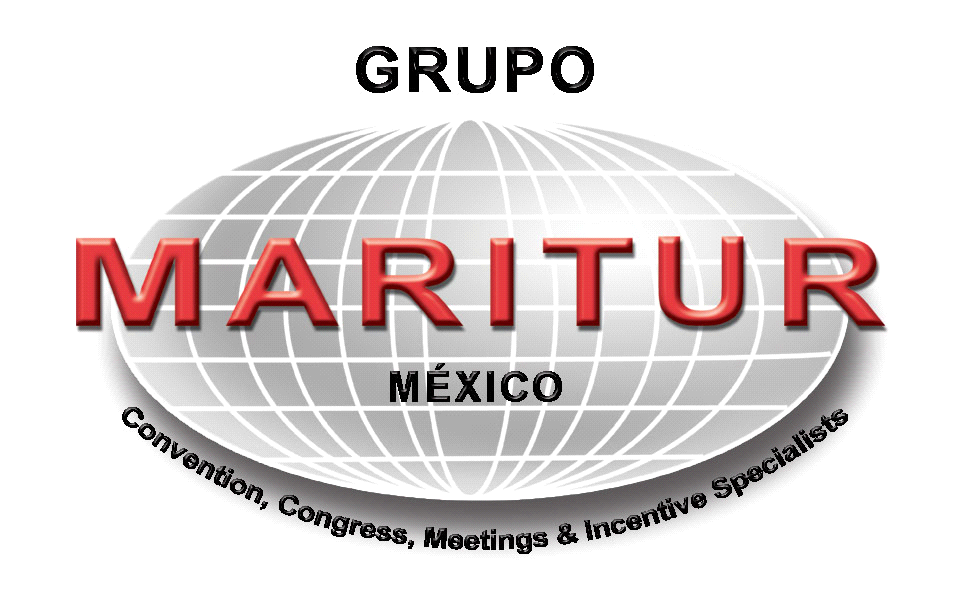 GRUPO
MARITUR
MÉXICO
Convention, Congress, Meetings & Incentive Specialists